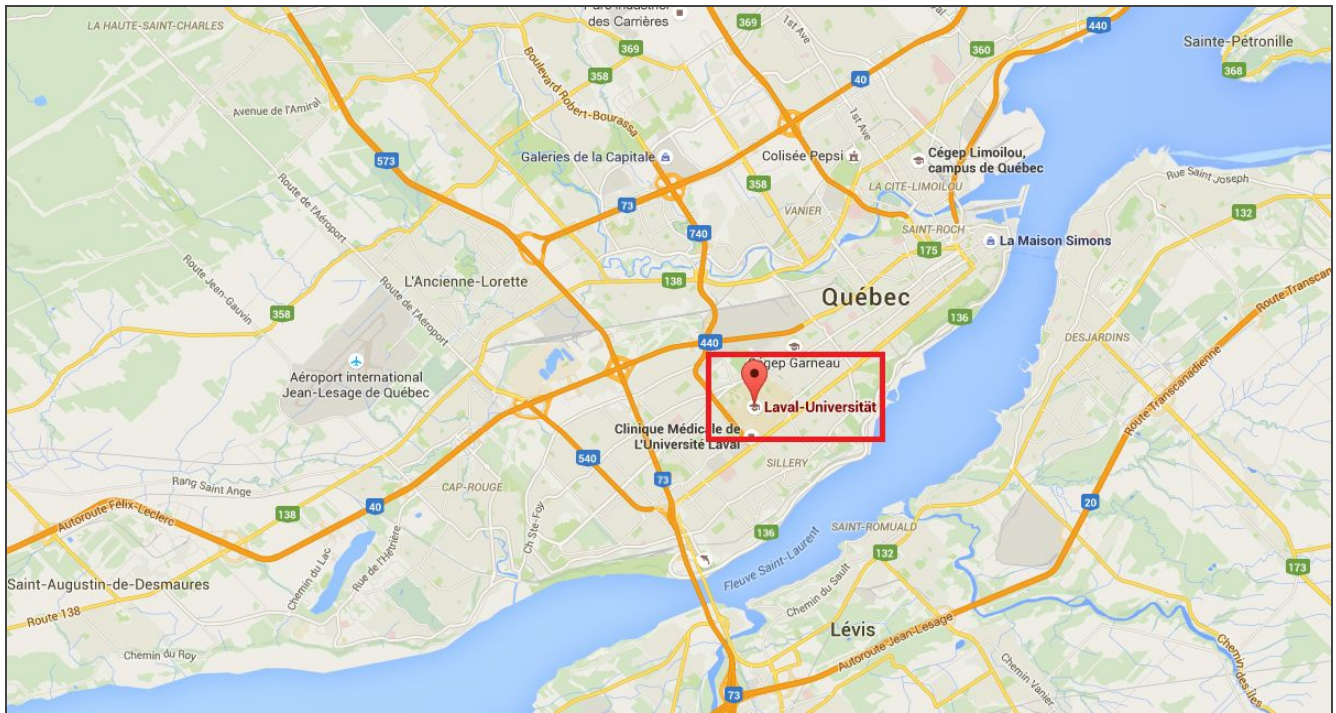 Parc industriel
des Carrières
369
1st Ave
440
LA HAUTE-SAINT-CHARLES
369
360
Sainte-Pétronille
368
358
40
Boulevard Robert-Bourassa
Avenue de l'Amiral
1st Ave
573
Galeries de la Capitale
Colisée Pepsi
Cégep Limoilou,
campus de Québec
Rue Saint Joseph
Route de l'Aéroport
358
LA CITE-LIMOILOU
73
VANIER
132
740
SAINT-ROCH
La Maison Simons
175
Route Jean-Gauvin
L'Ancienne-Lorette
138
Québec
Route Transcan
358
Route de l'Aéroport
136
DESJARDINS
440
Aéroport international
Jean-Lesage de Québec
Cégep Garneau
Route Transcanadienne
Laval-Universität
Clinique Médicale de
L'Université Laval
540
SILLERY
73
Rang Saint Ange
CAP-ROUGE
40
138
Autoroute Félix-Leclerc
20
Ch Ste-Foy
136
SAINT-ROMUALD
132
Rue de l'Hêtrière
Chemin du Lac
Fleuve Saint-Laurent
173
Saint-Augustin-de-Desmaures
Chemin du Sault
Route 138
Lévis
Autoroute Jean-Lesage
Chemin du Roy
Chemin Vanier
Chemin des Îles
73